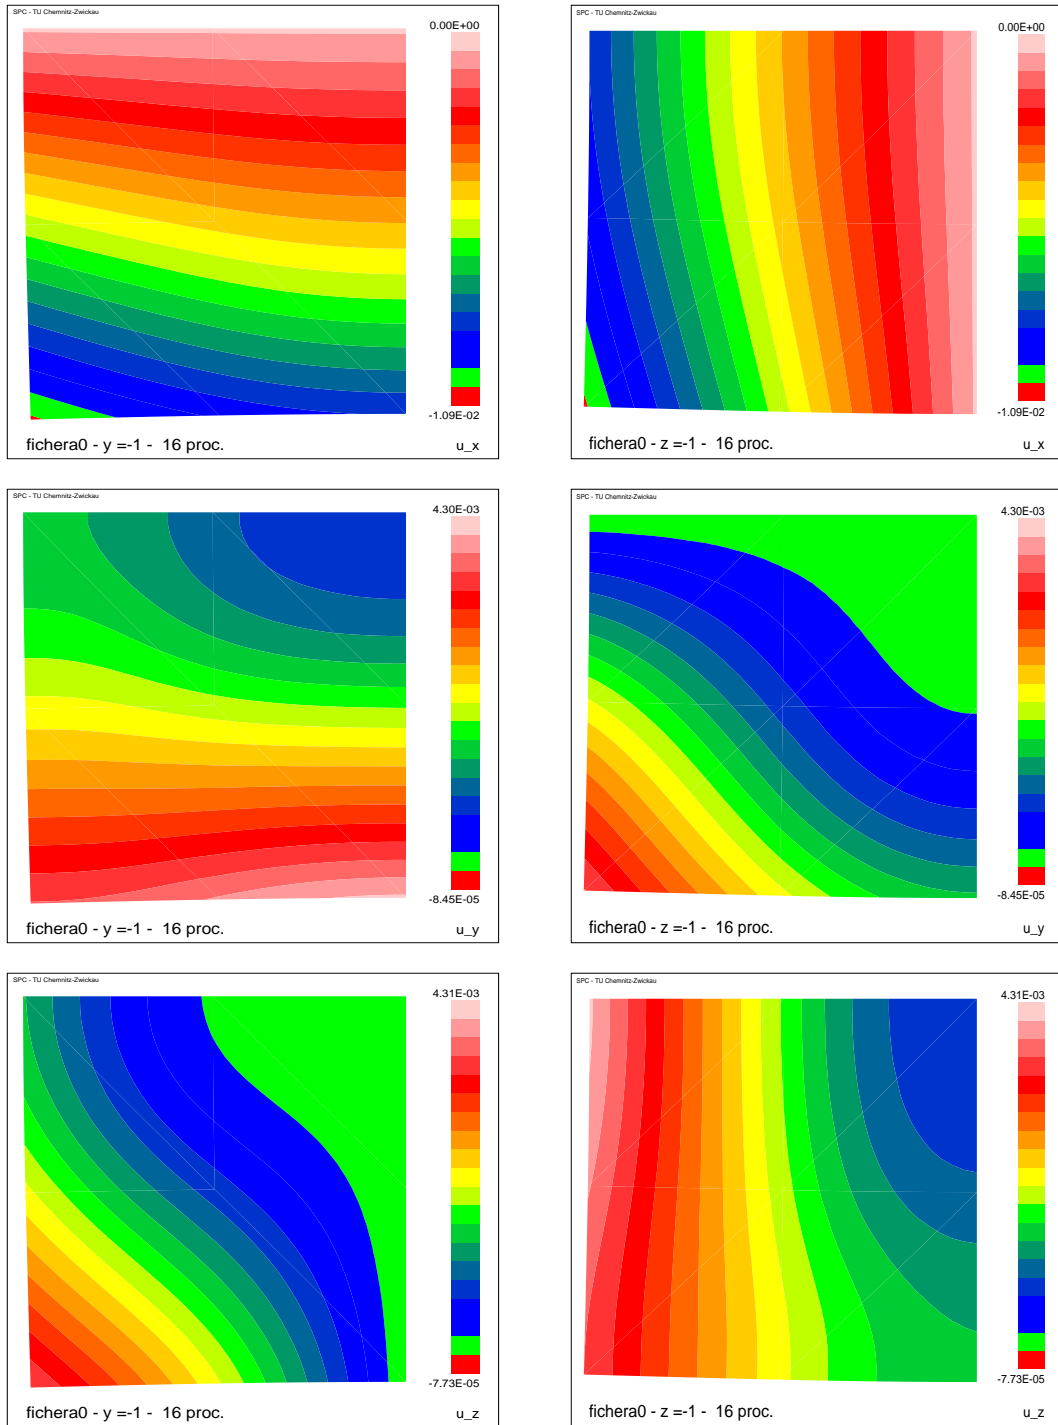 SPC - TU Chemnitz-Zwickau
0.00E+00
-1.09E-02
fichera0 - y =-1 -  16 proc.
u_x
SPC - TU Chemnitz-Zwickau
0.00E+00
-1.09E-02
fichera0 - z =-1 -  16 proc.
u_x
SPC - TU Chemnitz-Zwickau
4.30E-03
-8.45E-05
fichera0 - y =-1 -  16 proc.
u_y
SPC - TU Chemnitz-Zwickau
4.30E-03
-8.45E-05
fichera0 - z =-1 -  16 proc.
u_y
SPC - TU Chemnitz-Zwickau
4.31E-03
-7.73E-05
fichera0 - y =-1 -  16 proc.
u_z
SPC - TU Chemnitz-Zwickau
4.31E-03
-7.73E-05
fichera0 - z =-1 -  16 proc.
u_z